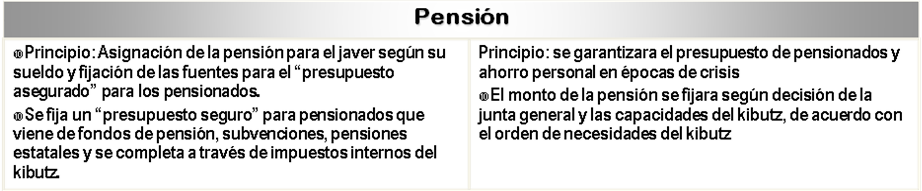 Pensión
Principio: Asignación de la pensión para el javer según su
sueldo y fijación de las fuentes para el “presupuesto
asegurado” para los pensionados.
Se fija un “presupuesto seguro” para pensionados que
viene de fondos de pensión, subvenciones, pensiones
estatales y se completa a través de impuestos internos del
kibutz.
Principio: se garantizara el presupuesto de pensionados y
ahorro personal en épocas de crisis
El monto de la pensión se fijara según decisión de la
junta general y las capacidades del kibutz, de acuerdo con
el orden de necesidades del kibutz